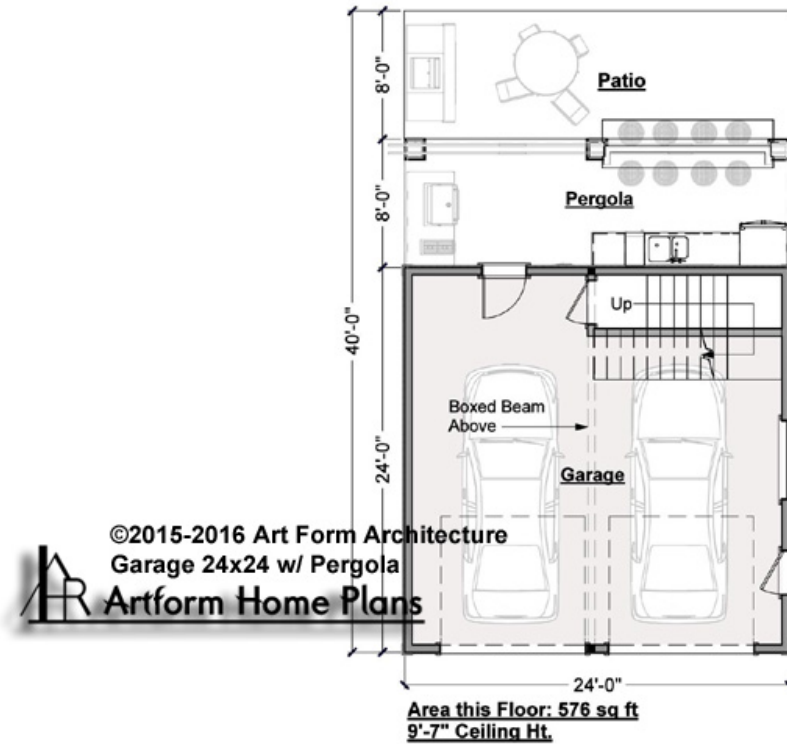 8'-0"
Patio
8'-0"
Pergola
40'-0"
Up
24'-0"
Boxed Beam
Above
Garage
©2015-2016 Art Form Architecture
Garage 24x24 w/ Pergola
AR Artform Home Plans
24'-0"
Area this Floor: 576 sq ft
9'-7" Ceiling Ht.